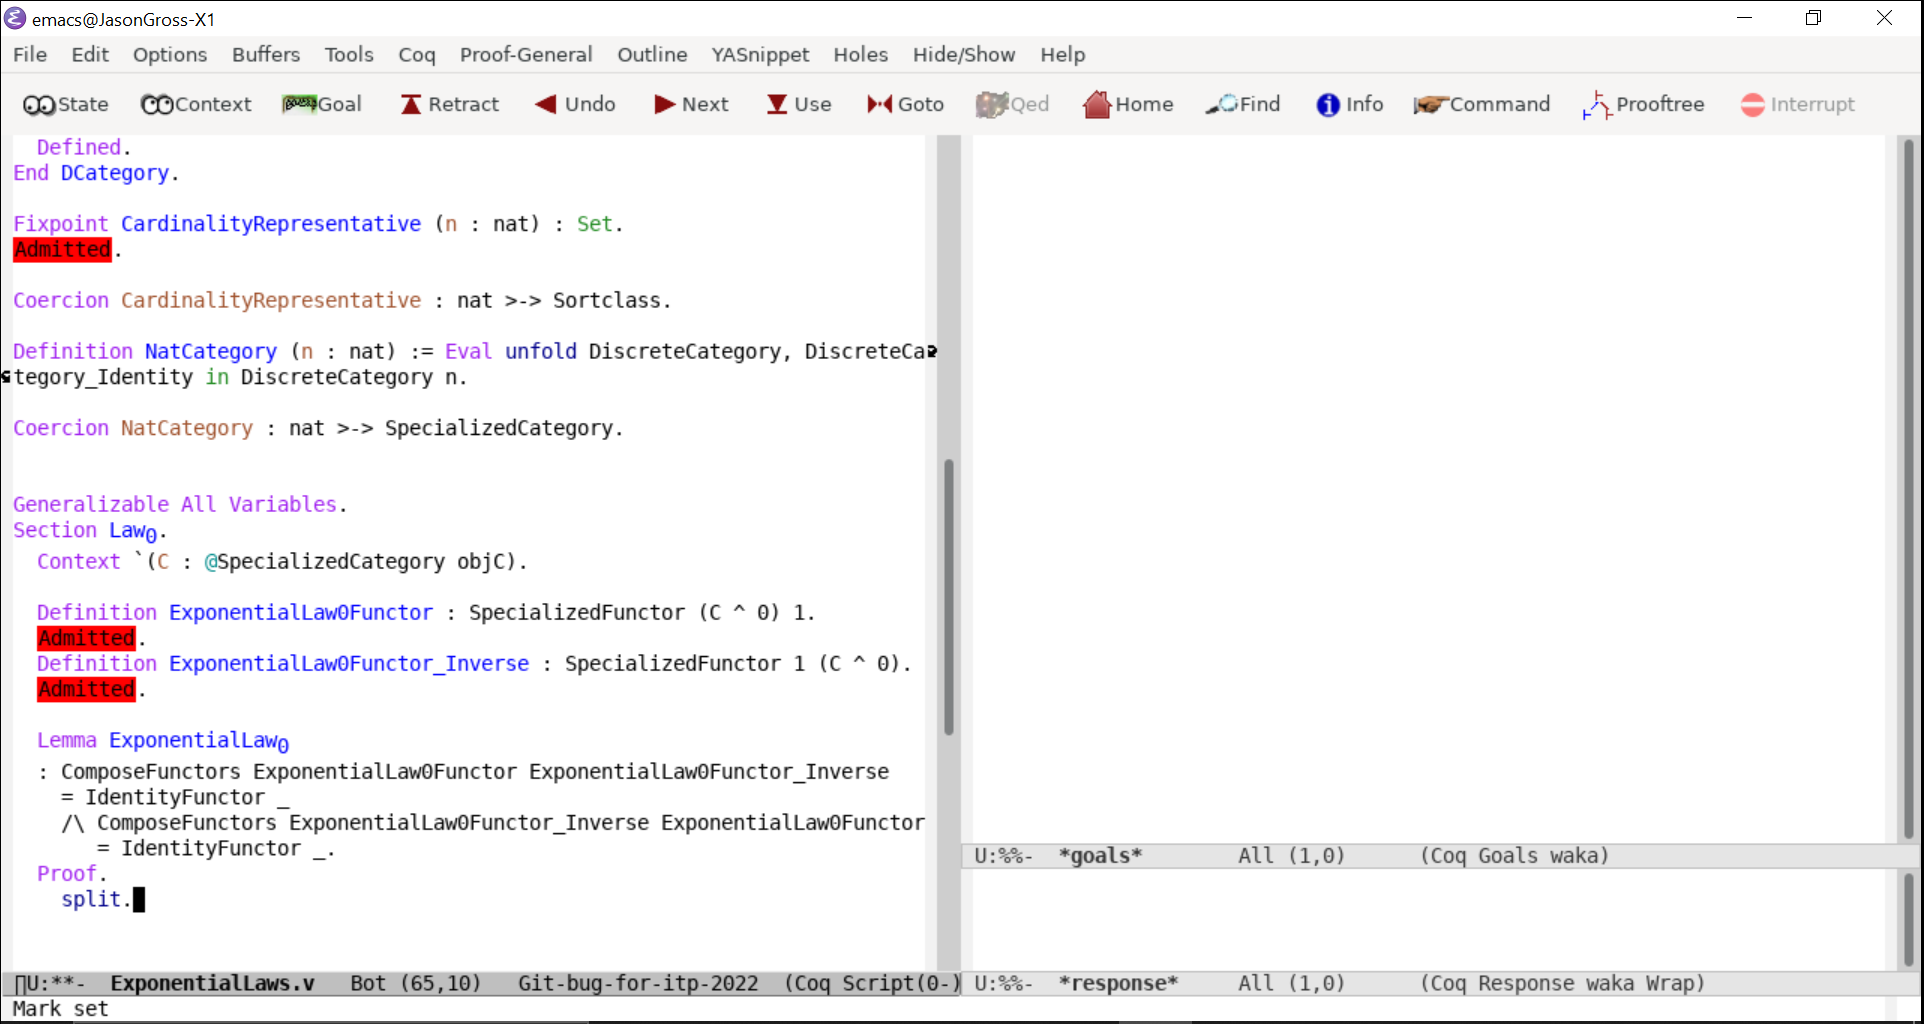 emacs@JasonGross-X1
File Edit Options Buffers Tools Coq Proof-General Outline YASnippet Holes Hide/Show Help
State Context Goal Retract Undo Next Use Goto Qed Home Find Info Command Prooftree Interrupt
  Defined.
End DCategory.
Fixpoint CardinalityRepresentative (n : nat) : Set.
Admitted.
Coercion CardinalityRepresentative : nat >-> Sortclass.
Definition NatCategory (n : nat) := Eval unfold DiscreteCategory, DiscreteCa
tegory_Identity in DiscreteCategory n.
Coercion NatCategory : nat >-> SpecializedCategory.
Generalizable All Variables.
Section Law₀.
  Context `(C : @SpecializedCategory objC).
  Definition ExponentialLaw0Functor : SpecializedFunctor (C ^ 0) 1.
  Admitted.
  Definition ExponentialLaw0Functor_Inverse : SpecializedFunctor 1 (C ^ 0).
  Admitted.
  Lemma ExponentialLaw₀
  : ComposeFunctors ExponentialLaw0Functor ExponentialLaw0Functor_Inverse
    = IdentityFunctor _
    /\ ComposeFunctors ExponentialLaw0Functor_Inverse ExponentialLaw0Functor
       = IdentityFunctor _.
  Proof.
    split.
U:**-  ExponentialLaws.v   Bot (65,10)   Git-bug-for-itp-2022  (Coq Script(0-)
Mark set
U:%%-  *goals*        All (1,0)      (Coq Goals waka)
U:%%-  *response*     All (1,0)      (Coq Response waka Wrap)